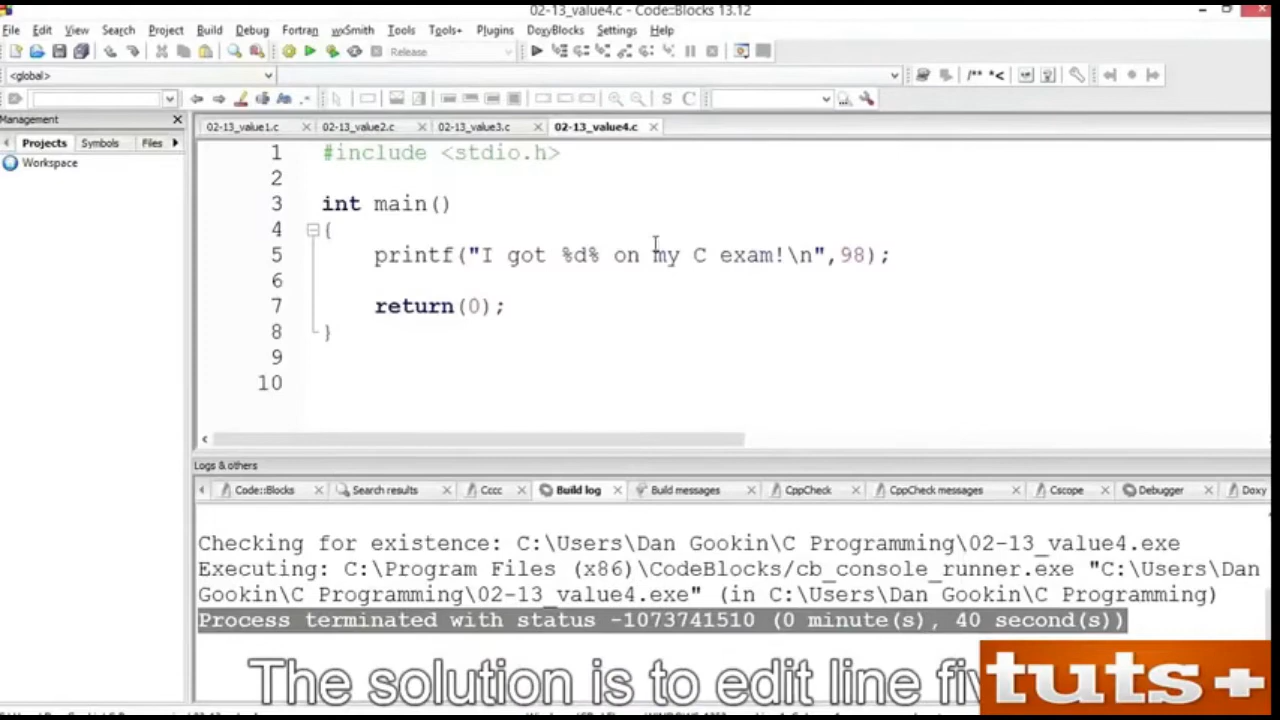 02-13_value4.c - Code::Blocks 13.12
File Edit View Search Project Build Debug Fortran wxSmith Tools Tools+ Plugins DoxyBlocks Settings Help
Release
<global>
/** *<
S C
Management
02-13_value1.c 02-13_value2.c 02-13_value3.c 02-13_value4.c
Projects Symbols Files
Workspace
1 #include <stdio.h>
2
3 int main()
4 {
5 printf("I got %d% on my C exam!\n",98);
6
7 return(0);
8 }
9
10
Logs & others
Code::Blocks Search results Cccc Build log Build messages CppCheck CppCheck messages Cscope Debugger Doxy
Checking for existence: C:\Users\Dan Gookin\C Programming\02-13_value4.exe
Executing: C:\Program Files (x86)\CodeBlocks/cb_console_runner.exe "C:\Users\Dan
Gookin\C Programming\02-13_value4.exe" (in C:\Users\Dan Gookin\C Programming)
Process terminated with status -1073741510 (0 minute(s), 40 second(s))
The solution is to edit line fi
tuts+